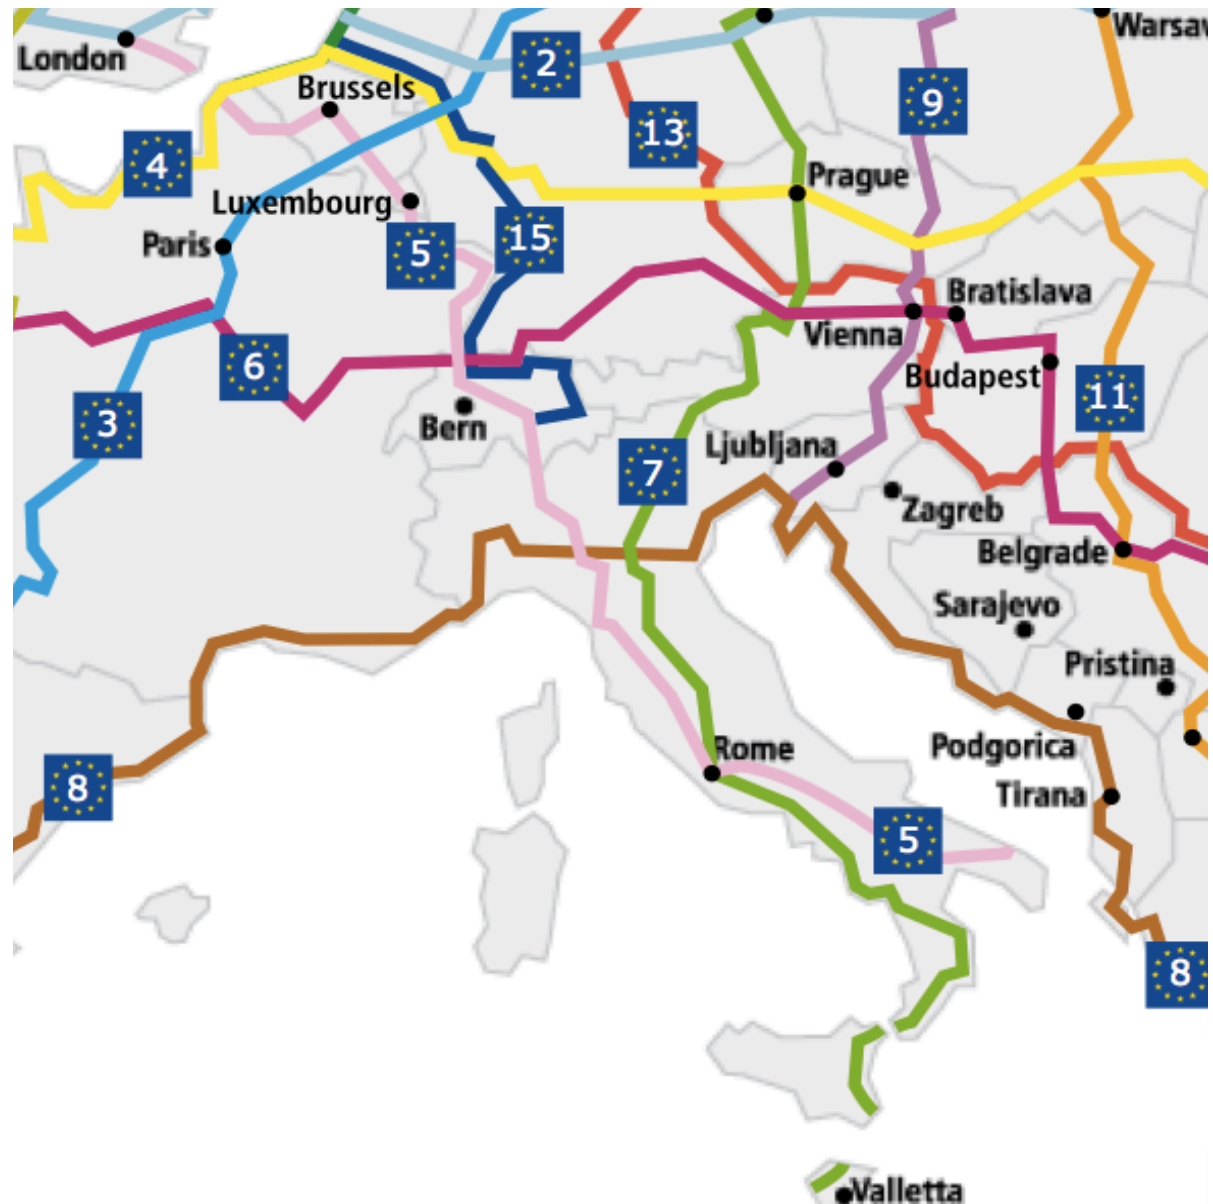 Warsaw
London
2
Brussels
9
13
4
Prague
Luxembourg
15
Paris
5
Bratislava
Vienna
6
Budapest
11
3
Bern
Ljubljana
7
Zagreb
Belgrade
Sarajevo
Pristina
Rome
Podgorica
8
Tirana
5
8
Valletta